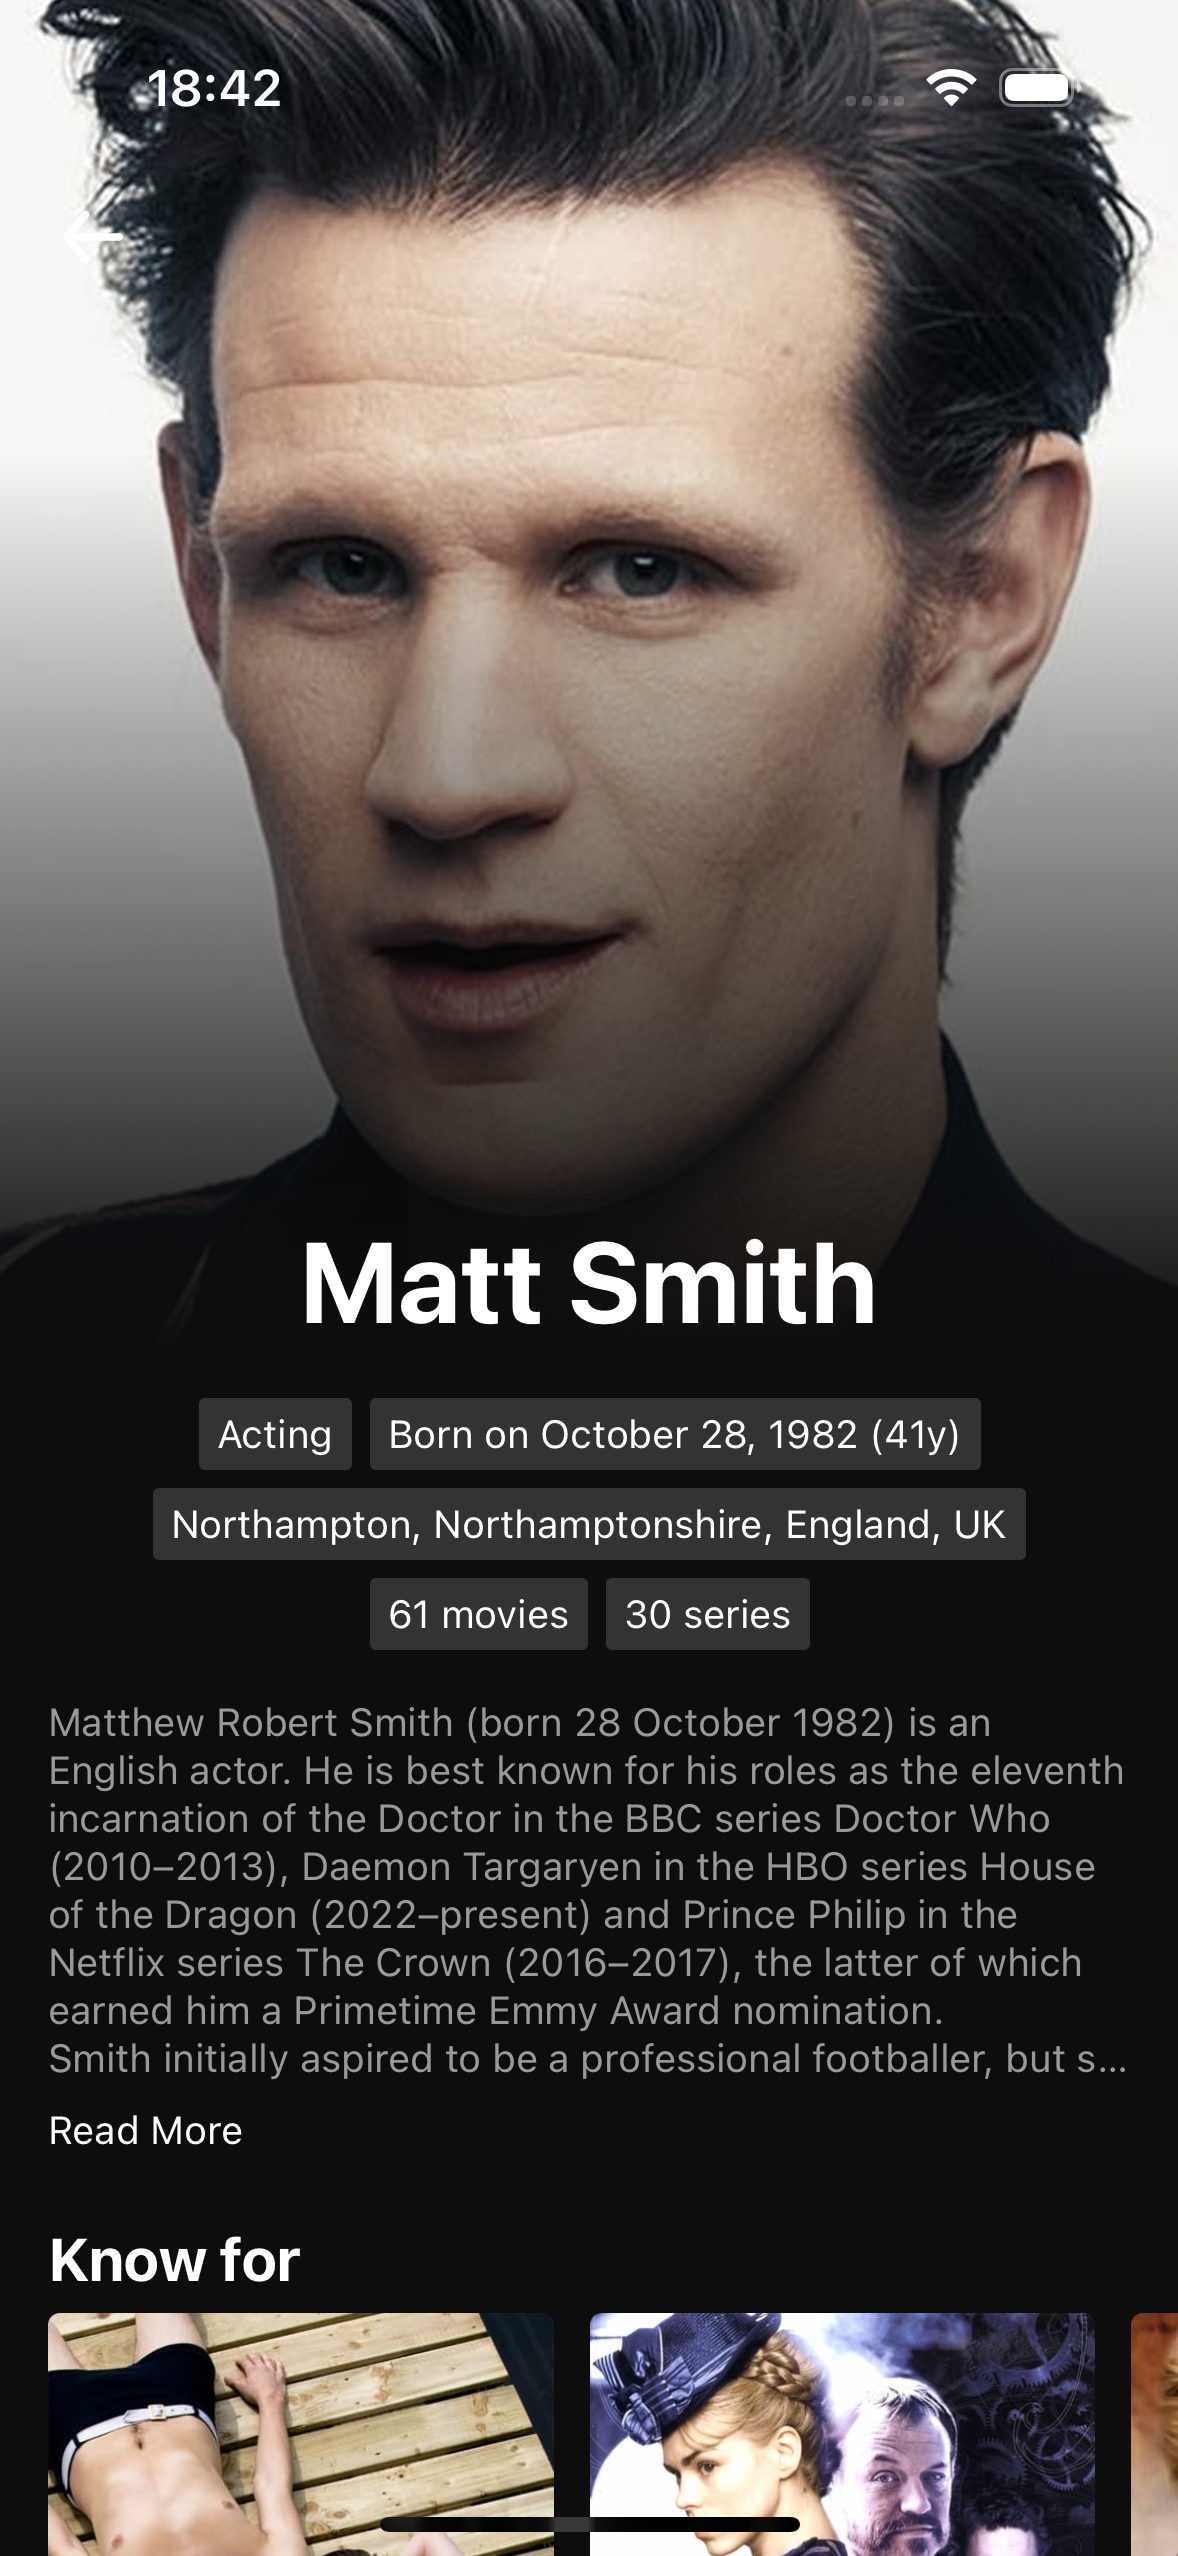 18:42
Matt Smith
Acting
Born on October 28, 1982 (41y)
Northampton, Northamptonshire, England, UK
61 movies
30 series
Matthew Robert Smith (born 28 October 1982) is an
English actor. He is best known for his roles as the eleventh
incarnation of the Doctor in the BBC series Doctor Who
(2010–2013), Daemon Targaryen in the HBO series House
of the Dragon (2022–present) and Prince Philip in the
Netflix series The Crown (2016–2017), the latter of which
earned him a Primetime Emmy Award nomination.
Smith initially aspired to be a professional footballer, but s...
Read More
Know for